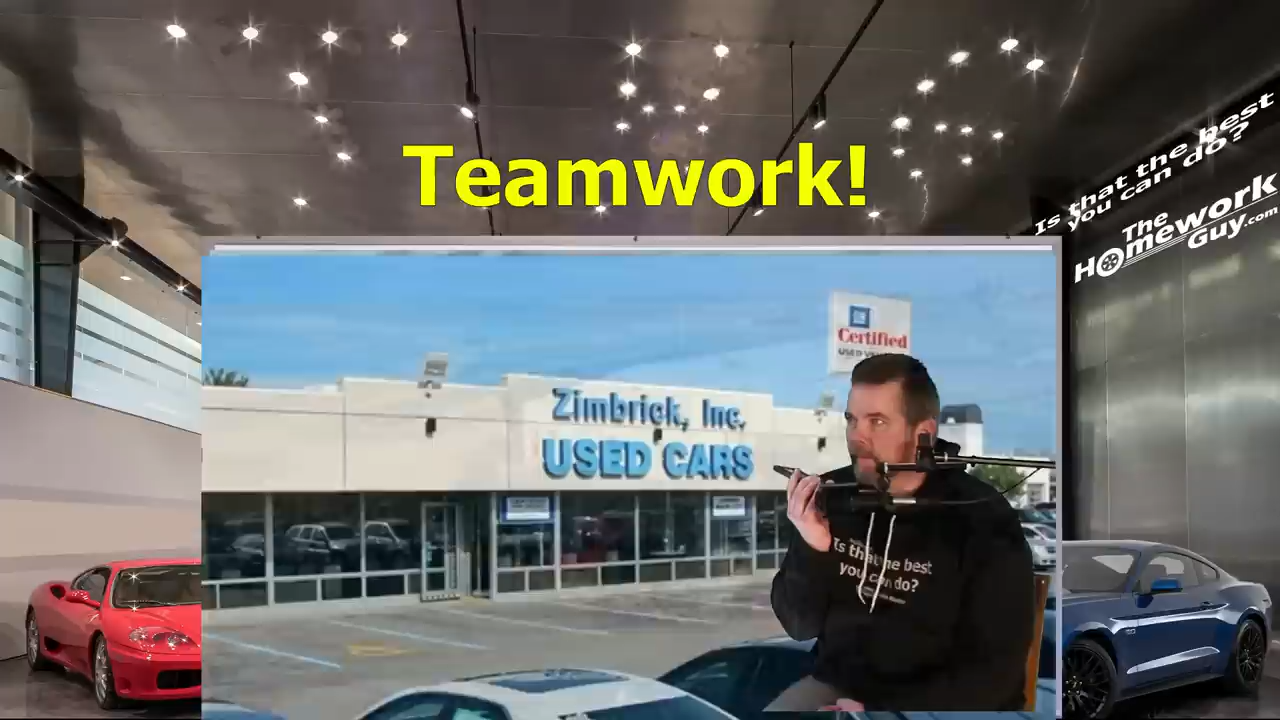 Teamwork!
Is that the best
you can do?
The
Homework
Guy.com
Certified
USED
Zimbrick, Inc.
USED CARS
Is that the best
you can do?